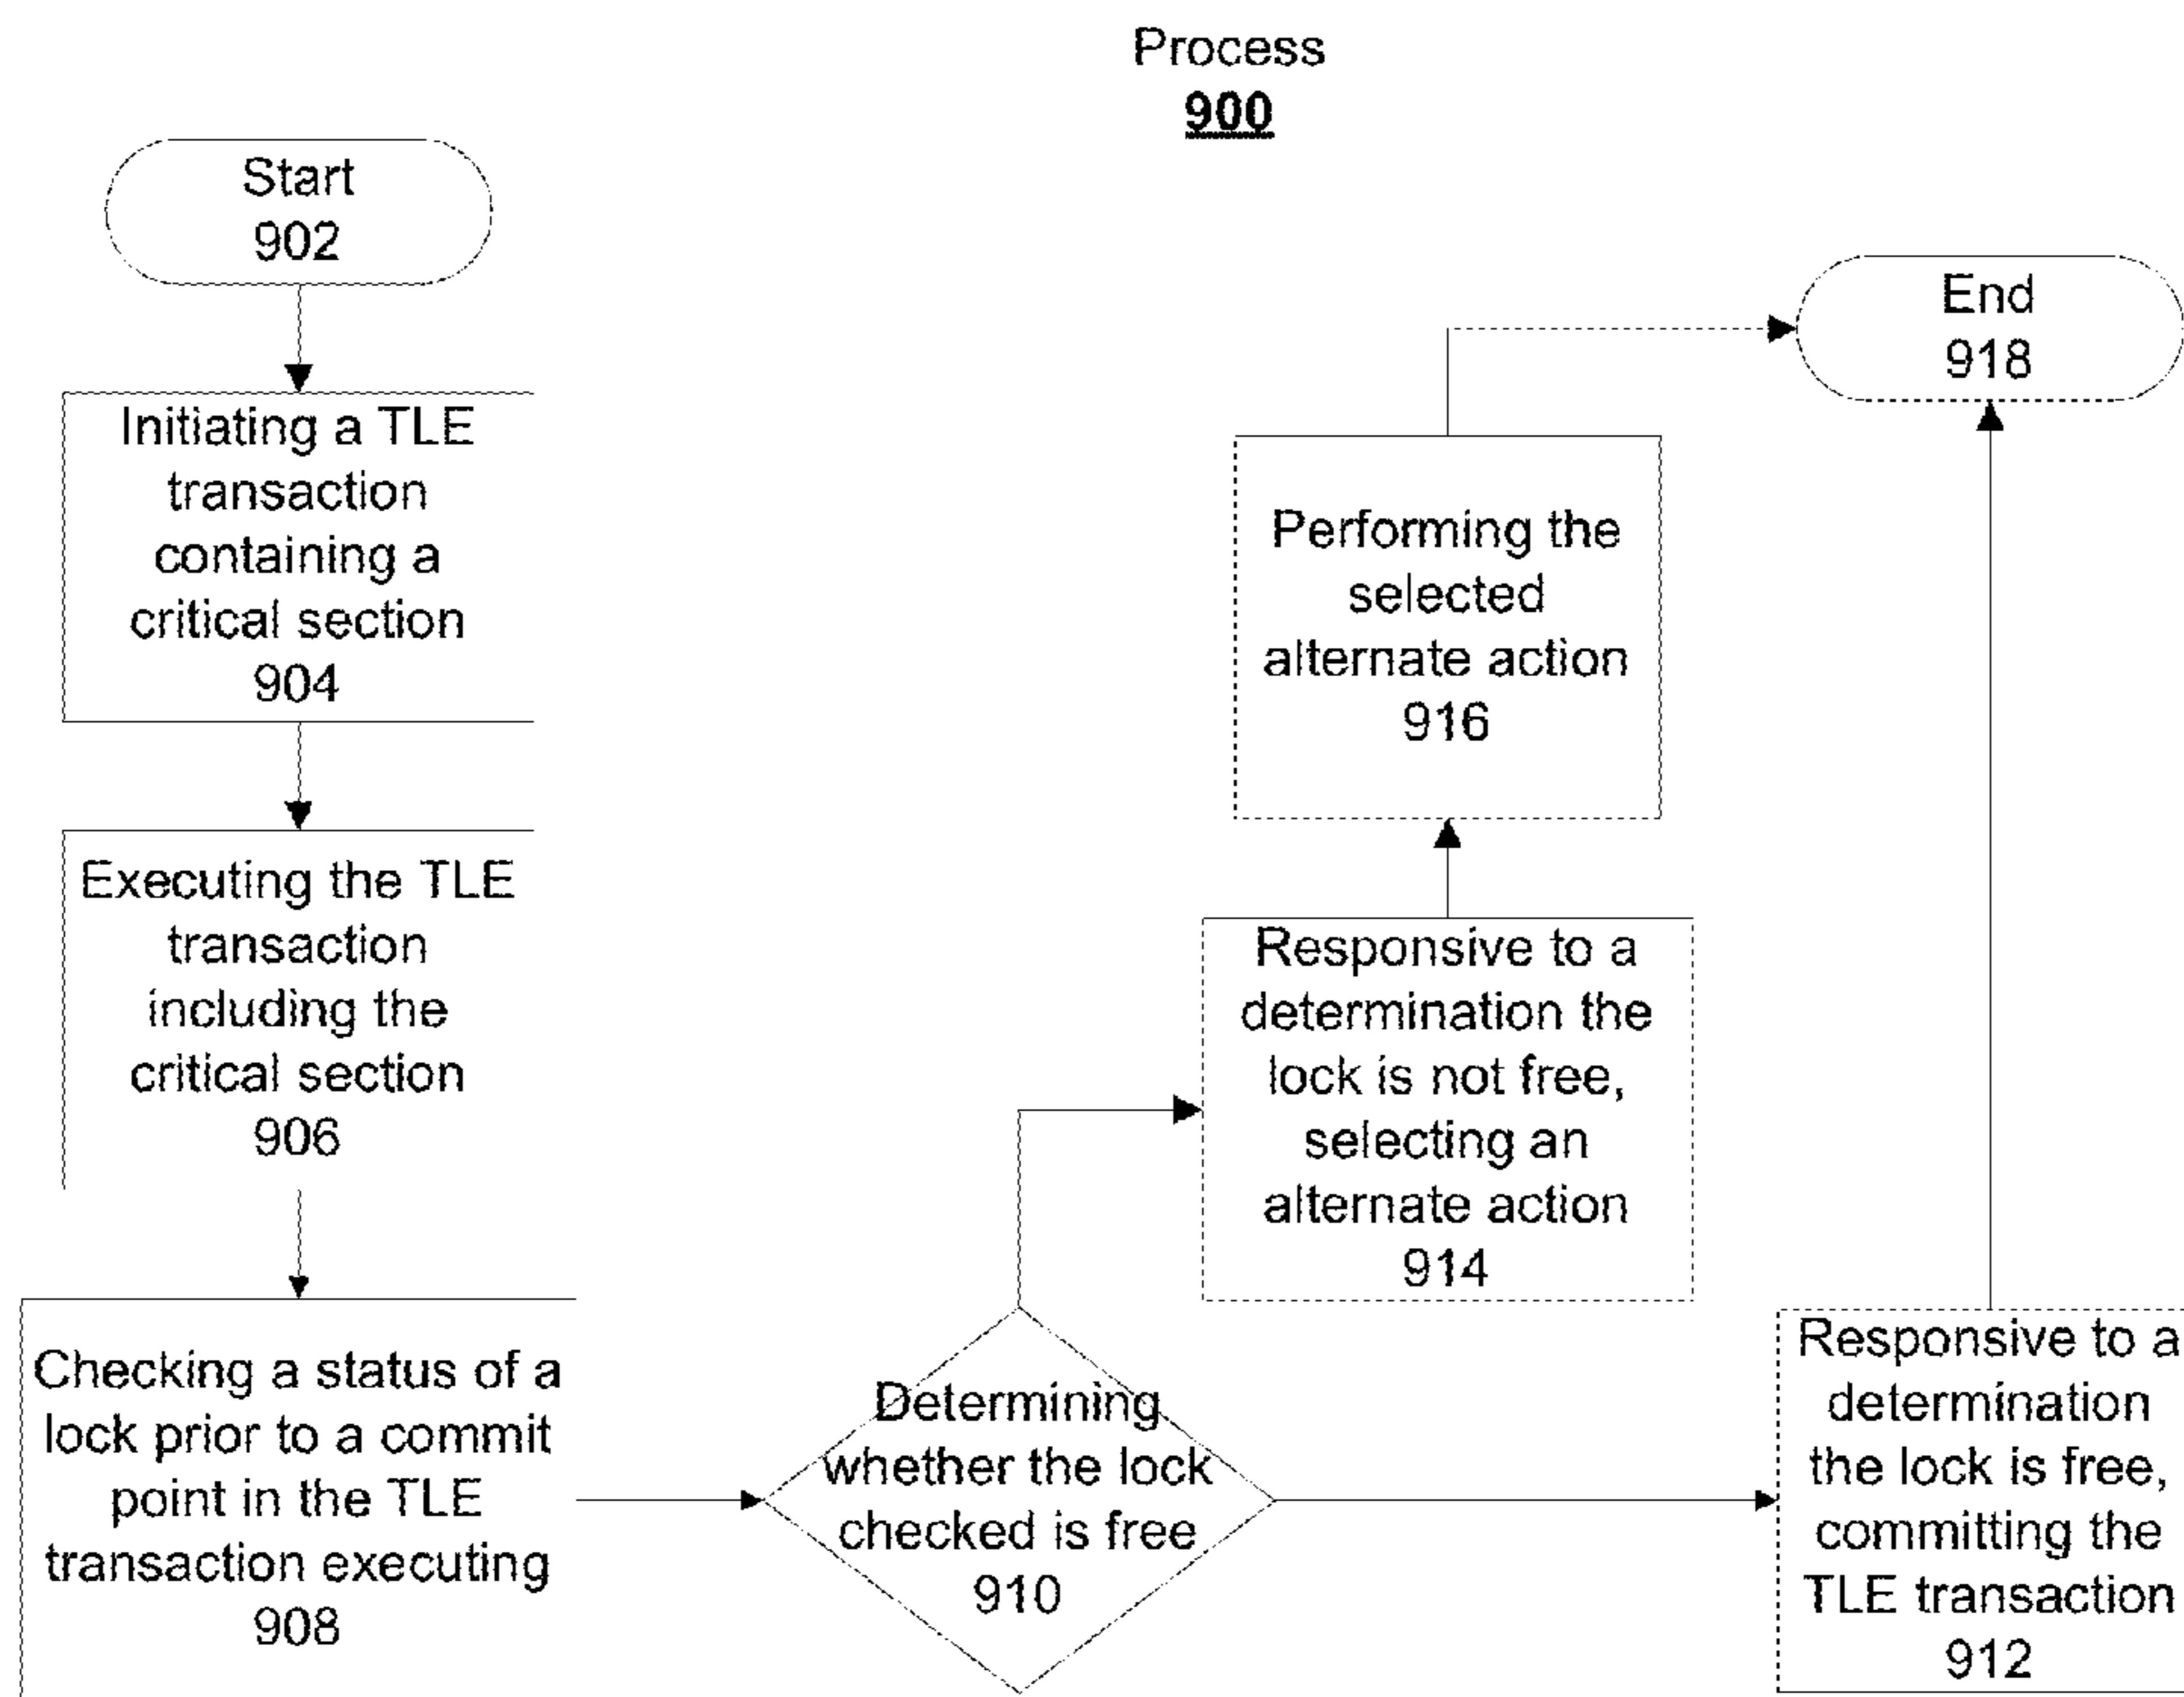 Process
900
Start
902
Initiating a TLE
transaction
containing a
critical section
904
Executing the TLE
transaction
including the
critical section
906
Checking a status of a
lock prior to a commit
point in the TLE
transaction executing
908
Determining
whether the lock
checked is free
910
Responsive to a
determination the
lock is not free,
selecting an
alternate action
914
Performing the
selected
alternate action
916
Responsive to a
determination
the lock is free,
committing the
TLE transaction
912
End
918